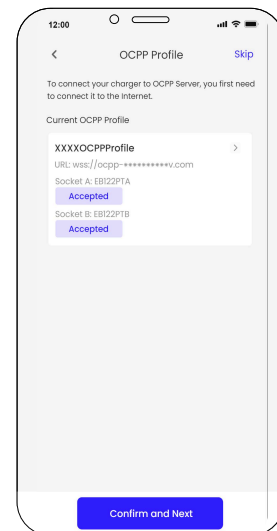 12:00
OCPP Profile
Skip
To connect your charger to OCPP Server, you first need
to connect it to the Internet.
Current OCPP Profile
XXXXOCPPProfile
URL: wss://ocpp-**********v.com
Socket A: EB122PTA
Accepted
Socket B: EB122PTB
Accepted
Confirm and Next